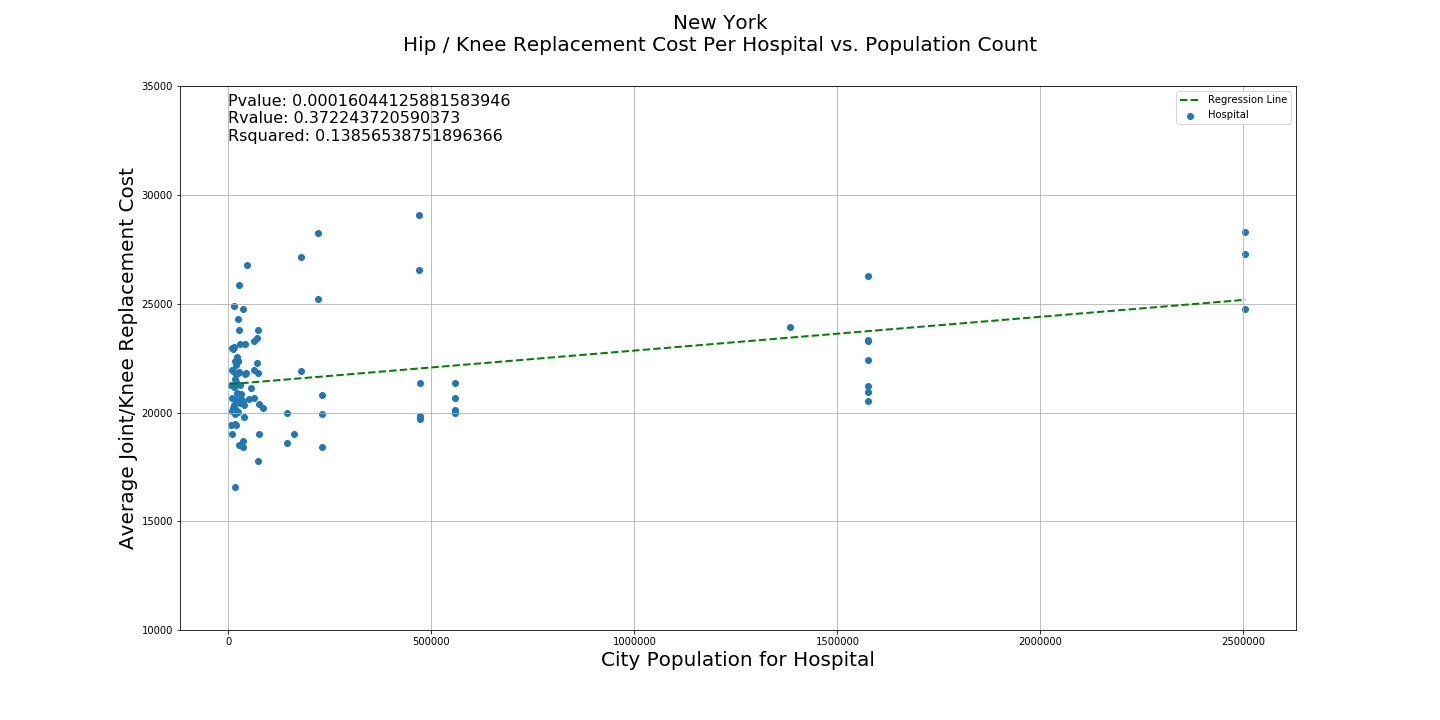 New York
Hip / Knee Replacement Cost Per Hospital vs. Population Count
Pvalue: 0.00016044125881583946
Rvalue: 0.372243720590373
Rsquared: 0.13856538751896366
Regression Line
Hospital
Average Joint/Knee Replacement Cost
35000
30000
25000
20000
15000
10000
0
500000
1000000
1500000
2000000
2500000
City Population for Hospital